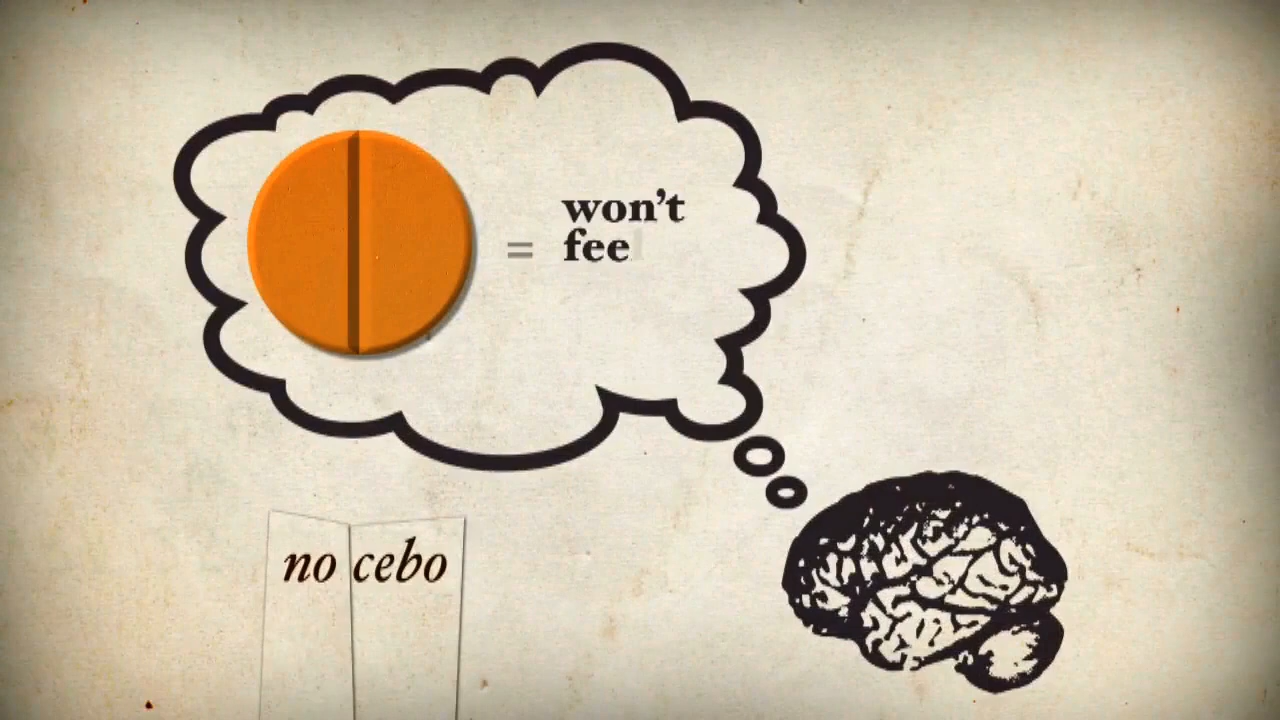 =
won't
fee
no cebo